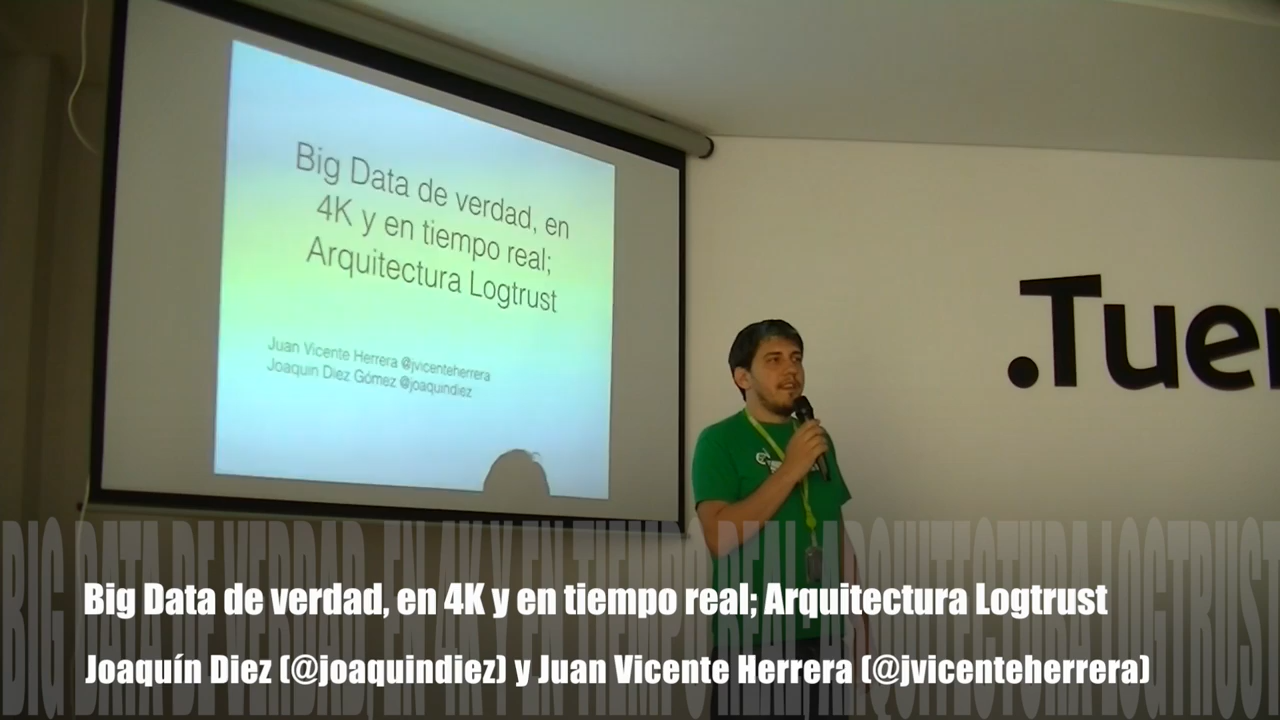 Big Data de verdad, en
4K y en tiempo real;
Arquitectura Logtrust
Juan Vicente Herrera @jvicenteherrera
Joaquin Diez Gómez @joaquindiez
.Tuen
BIG DATA DE VERDAD, EN 4K Y EN TIEMPO REAL; ARQUITECTURA LOGTRUST
Big Data de verdad, en 4K y en tiempo real; Arquitectura Logtrust
Joaquín Diez (@joaquindiez) y Juan Vicente Herrera (@jvicenteherrera)